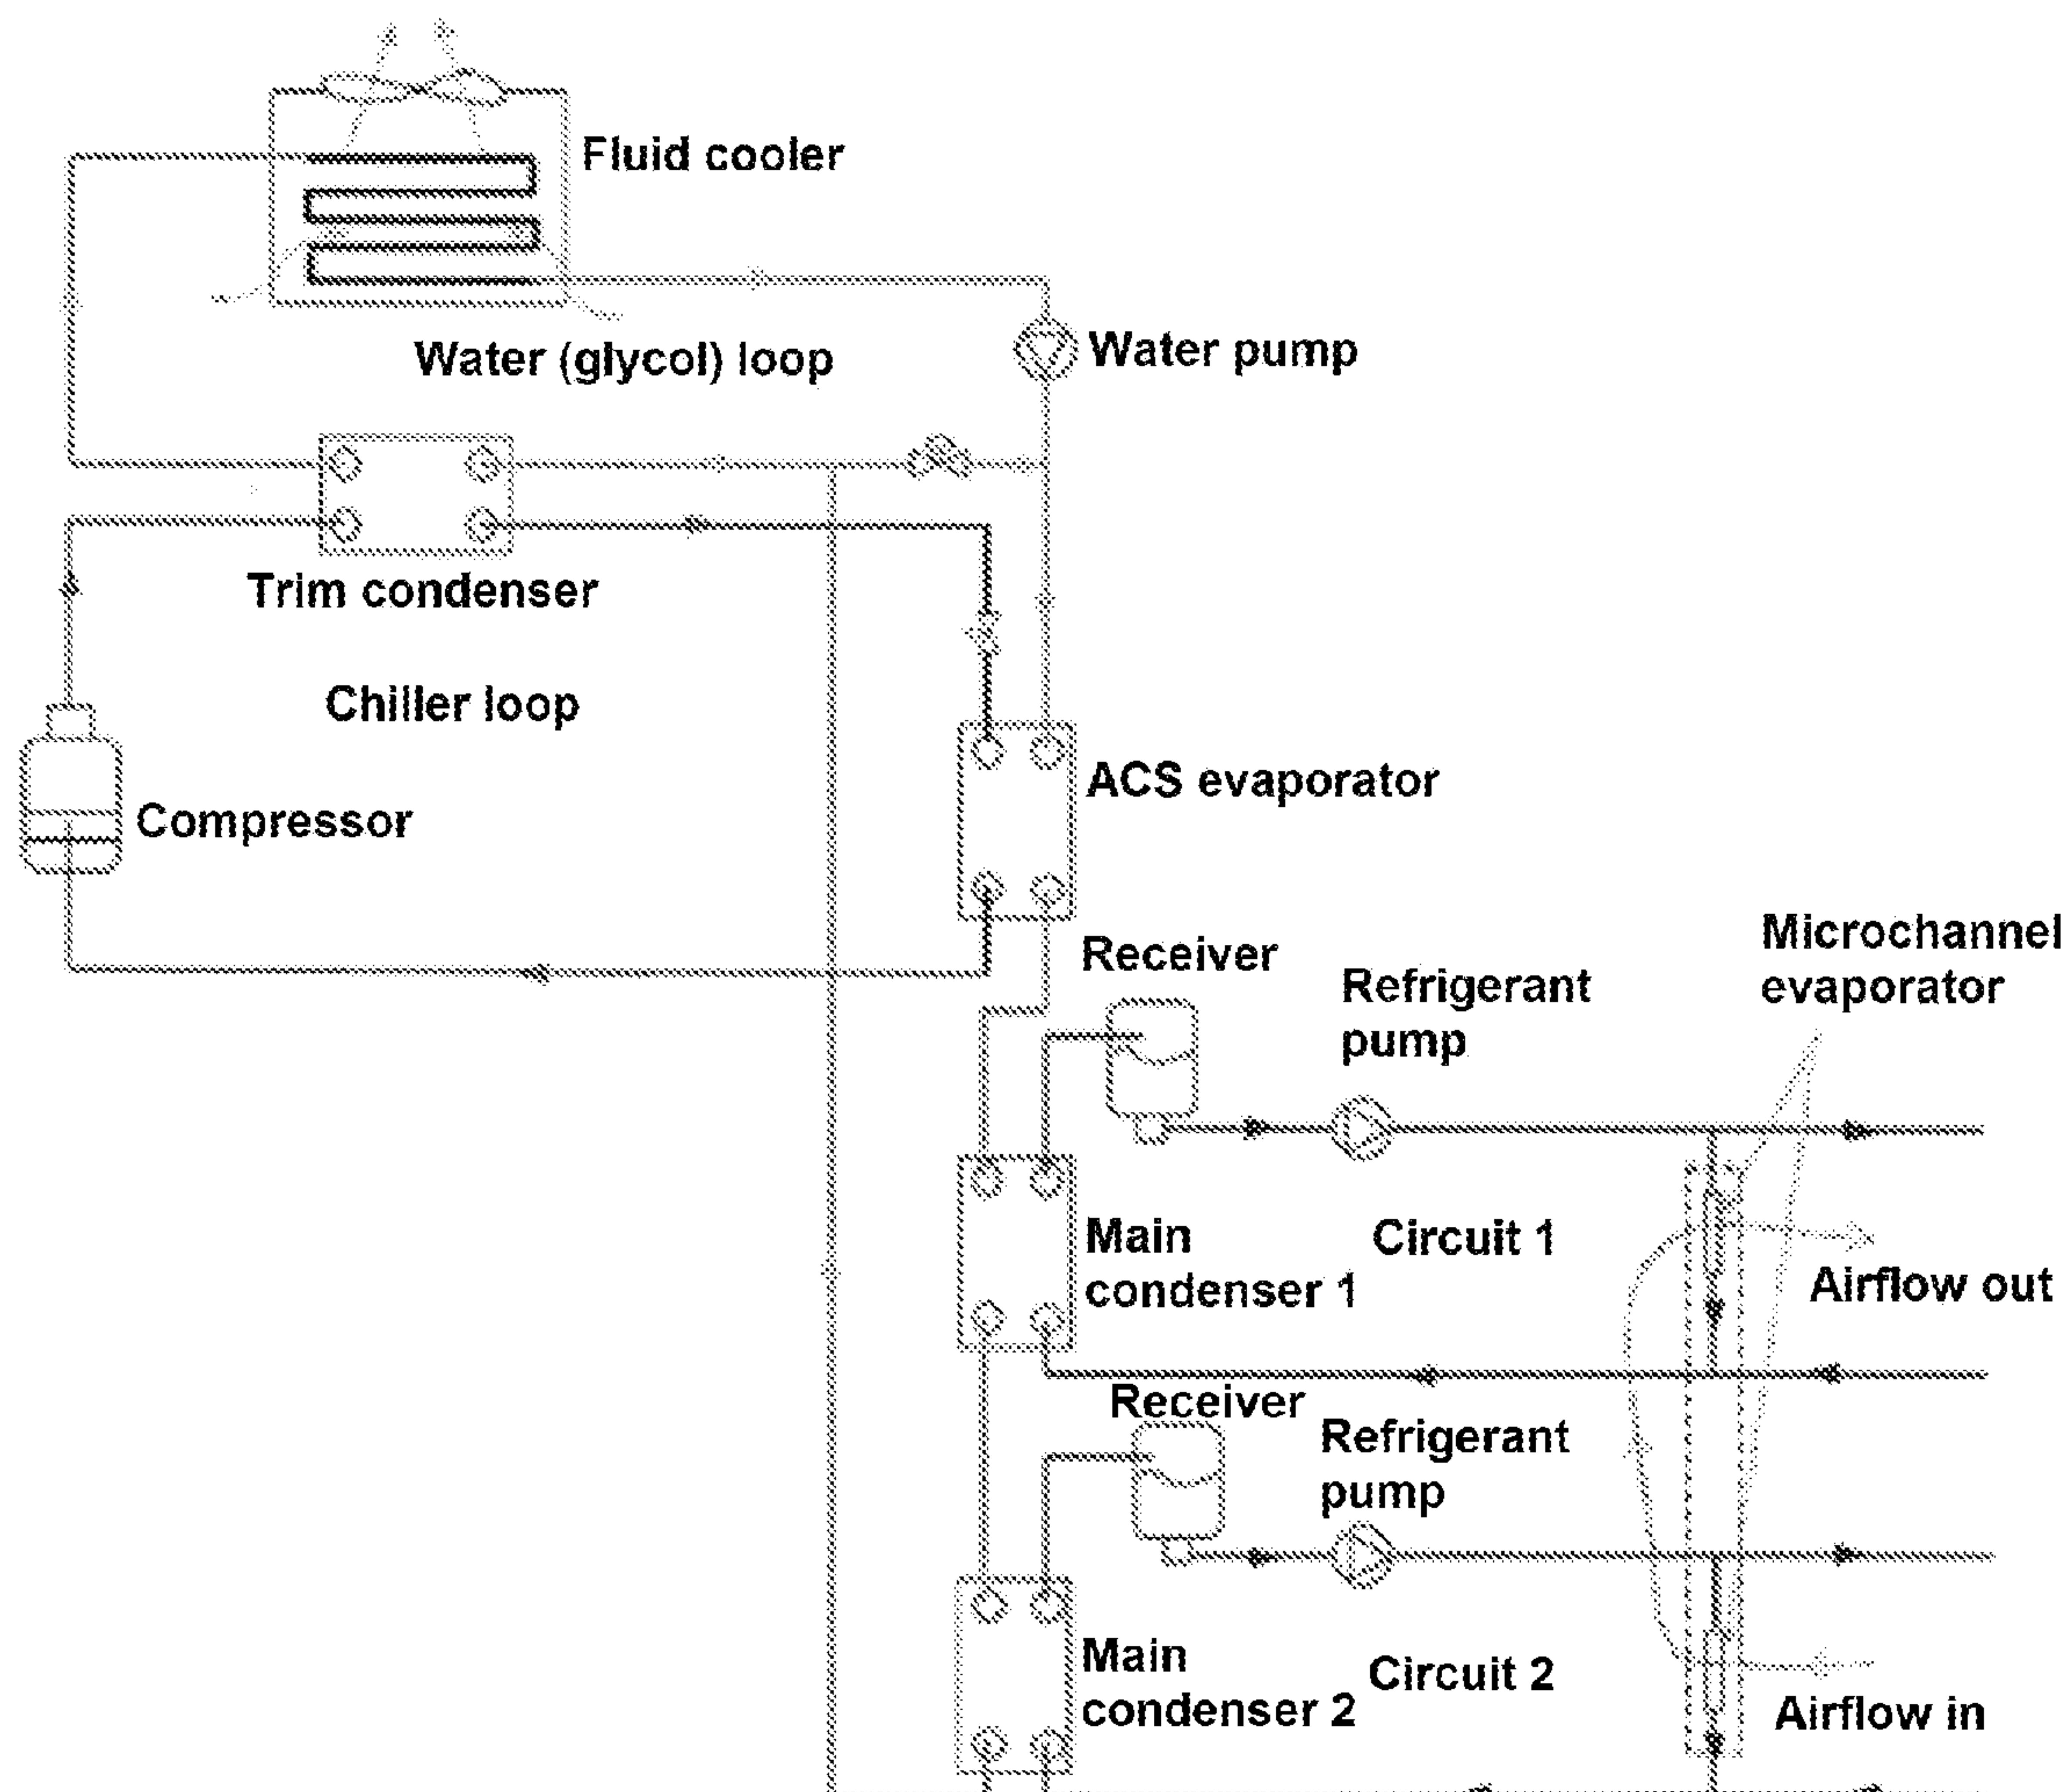 Fluid cooler
Water (glycol) loop
Water pump
Trim condenser
Chiller loop
ACS evaporator
Compressor
Receiver
Refrigerant
pump
Microchannel
evaporator
Main
condenser 1
Circuit 1
Airflow out
Receiver
Refrigerant
pump
Main
condenser 2
Circuit 2
Airflow in